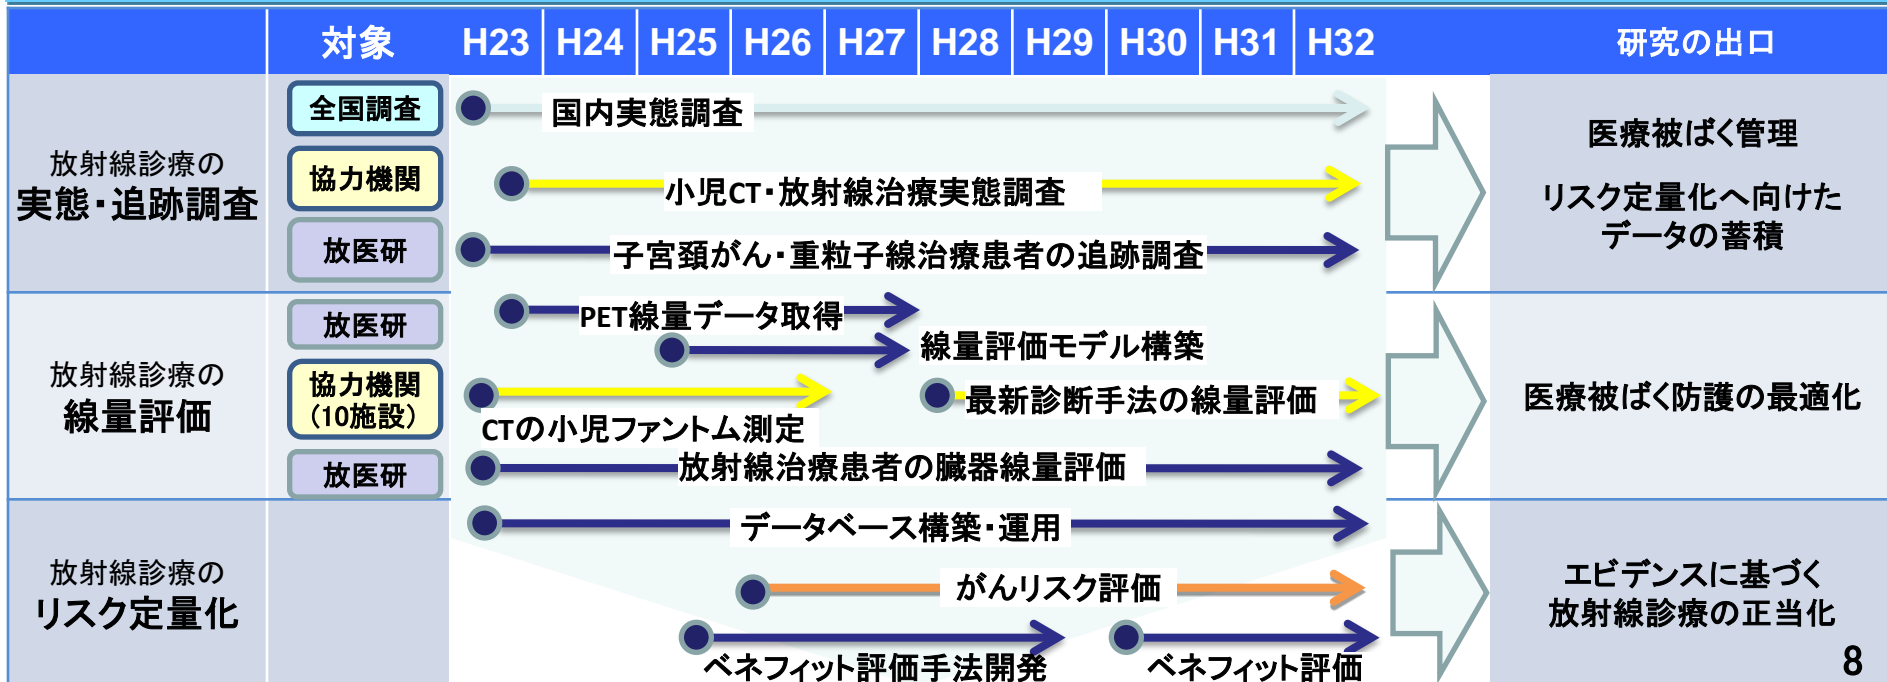 対象 H23 H24 H25 H26 H27 H28 H29 H30 H31 H32 研究の出口
放射線診療の
実態・追跡調査
全国調査
国内実態調査
協力機関
小児CT・放射線治療実態調査
放医研
子宮頚がん・重粒子線治療患者の追跡調査
医療被ばく管理
リスク定量化へ向けた
データの蓄積
放射線診療の
線量評価
放医研
PET線量データ取得
線量評価モデル構築
協力機関
(10施設)
CTの小児ファントム測定
最新診断手法の線量評価
放医研
放射線治療患者の臓器線量評価
医療被ばく防護の最適化
放射線診療の
リスク定量化
データベース構築・運用
がんリスク評価
ベネフィット評価手法開発
ベネフィット評価
エビデンスに基づく
放射線診療の正当化
8